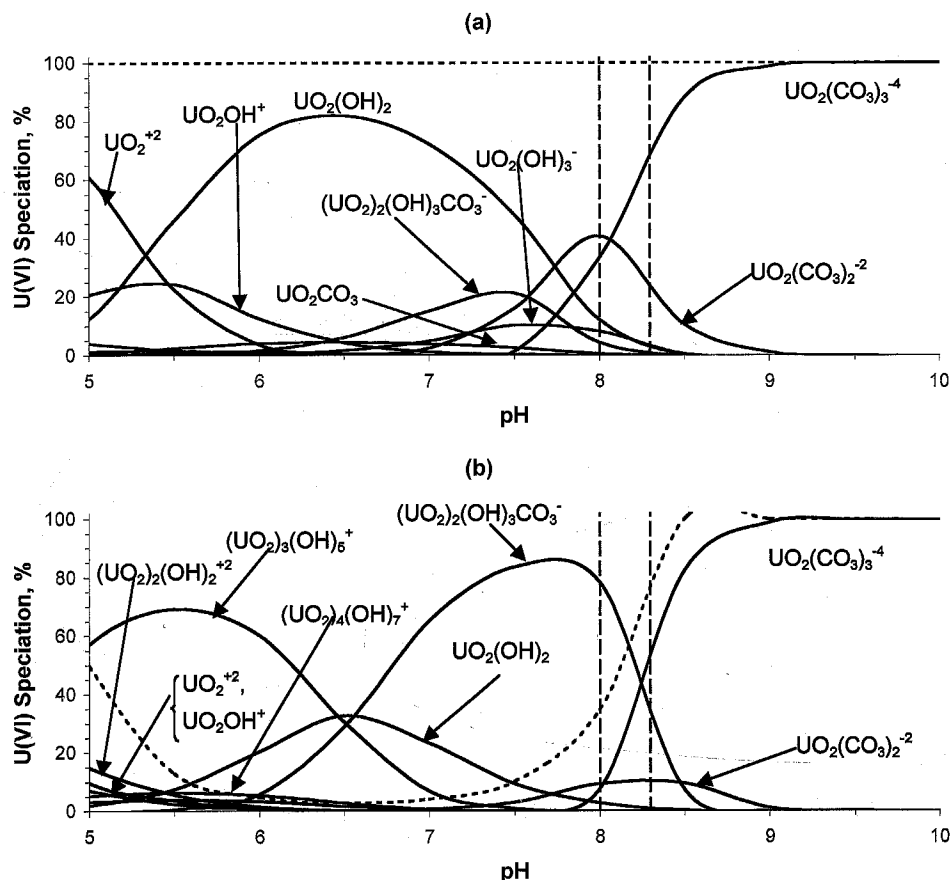 (a)
U(VI) Speciation, %
100
80
60
40
20
0
UO₂⁺²
UO₂OH⁺
UO₂(OH)₂
(UO₂)₂(OH)₃CO₃⁻
UO₂CO₃
UO₂(OH)₃⁻
UO₂(CO₃)₃⁻⁴
UO₂(CO₃)₂⁻²
5 6 7 8 9 10
pH
(b)
U(VI) Speciation, %
100
80
60
40
20
0
(UO₂)₂(OH)₂⁺²
(UO₂)₃(OH)₅⁺
UO₂⁺²,
UO₂OH⁺
(UO₂)₄(OH)₇⁺
(UO₂)₂(OH)₃CO₃⁻
UO₂(OH)₂
UO₂(CO₃)₃⁻⁴
UO₂(CO₃)₂⁻²
5 6 7 8 9 10
pH